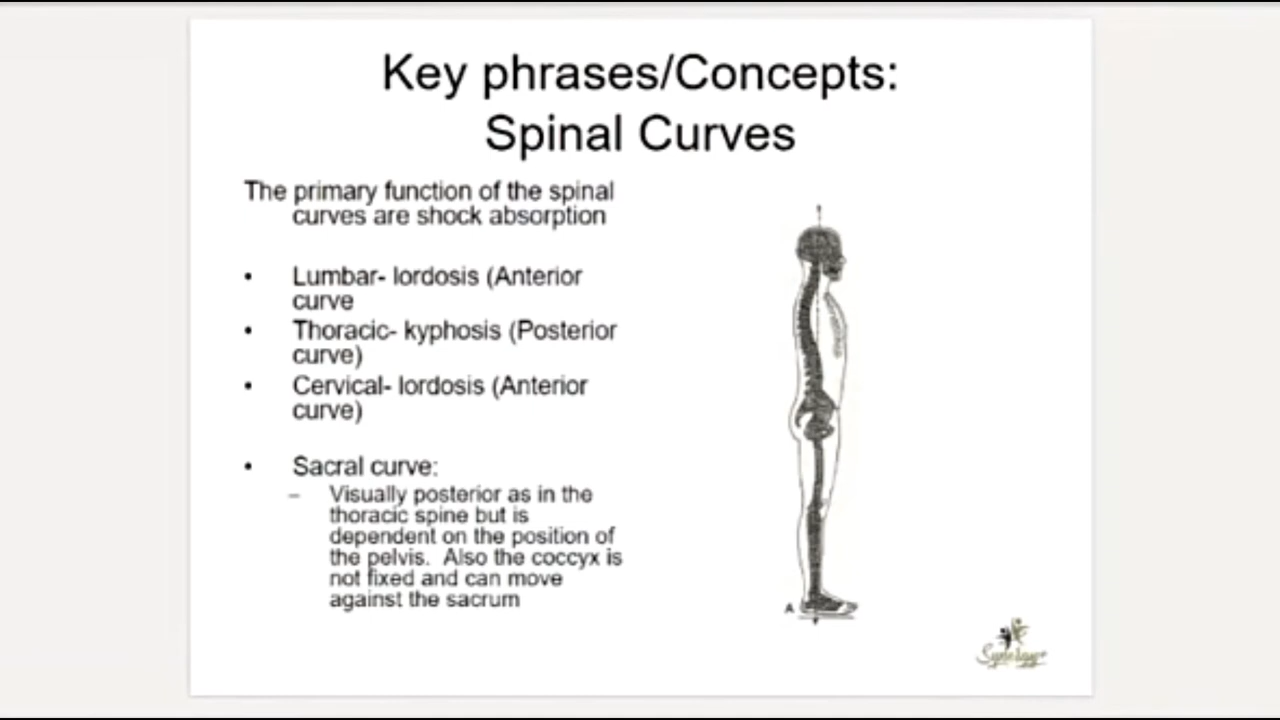 Key phrases/Concepts:
Spinal Curves
The primary function of the spinal
curves are shock absorption
• Lumbar- lordosis (Anterior
curve
• Thoracic- kyphosis (Posterior
curve)
• Cervical- lordosis (Anterior
curve)
• Sacral curve:
– Visually posterior as in the
thoracic spine but is
dependent on the position of
the pelvis. Also the coccyx is
not fixed and can move
against the sacrum
A